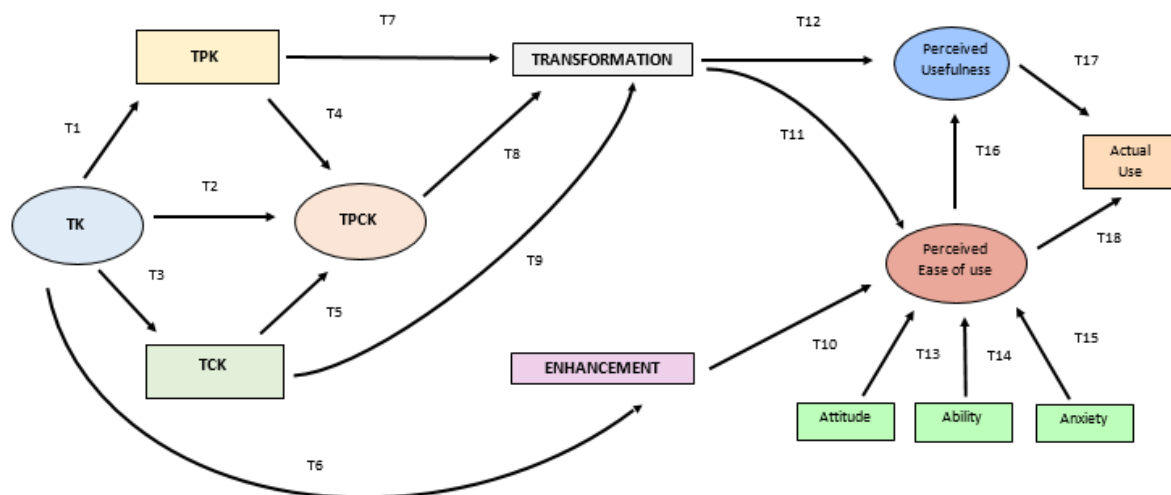 T7
T12
TPK
TRANSFORMATION
Perceived
Usefulness
T17
T1
T4
T11
T16
T8
Actual
Use
T2
TK
TPCK
T18
Perceived
Ease of use
T3
T9
T5
T10
T13
T14
T15
TCK
ENHANCEMENT
Attitude
Ability
Anxiety
T6